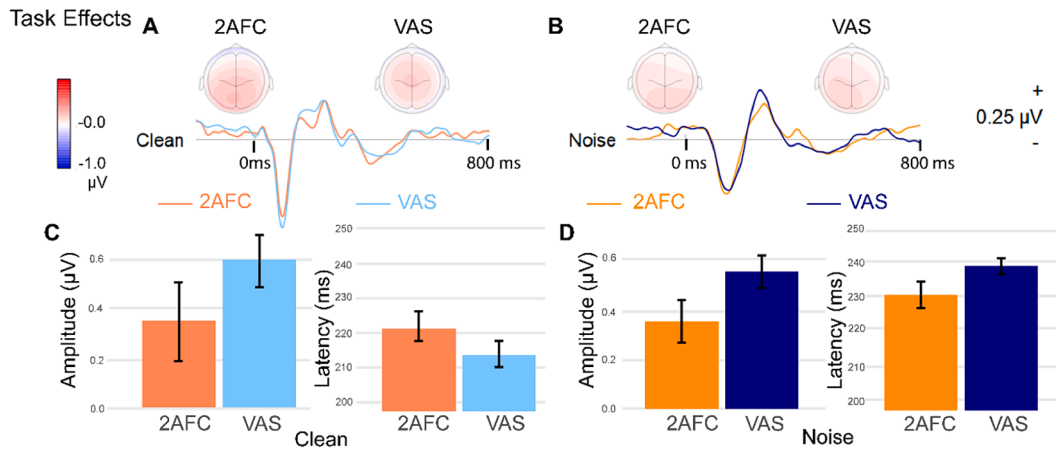 Task Effects
A
2AFC
VAS
-0.0
-1.0
µV
Clean
0ms
800 ms
2AFC
VAS
B
2AFC
VAS
+
0.25 µV
-
Noise
0 ms
800 ms
2AFC
VAS
C
Amplitude (µV)
0.6
0.4
0.2
0.0
2AFC
VAS
Latency (ms)
250
240
230
220
210
200
2AFC
VAS
Clean
D
Amplitude (µV)
0.6
0.4
0.2
0.0
2AFC
VAS
Latency (ms)
250
240
230
220
210
200
2AFC
VAS
Noise